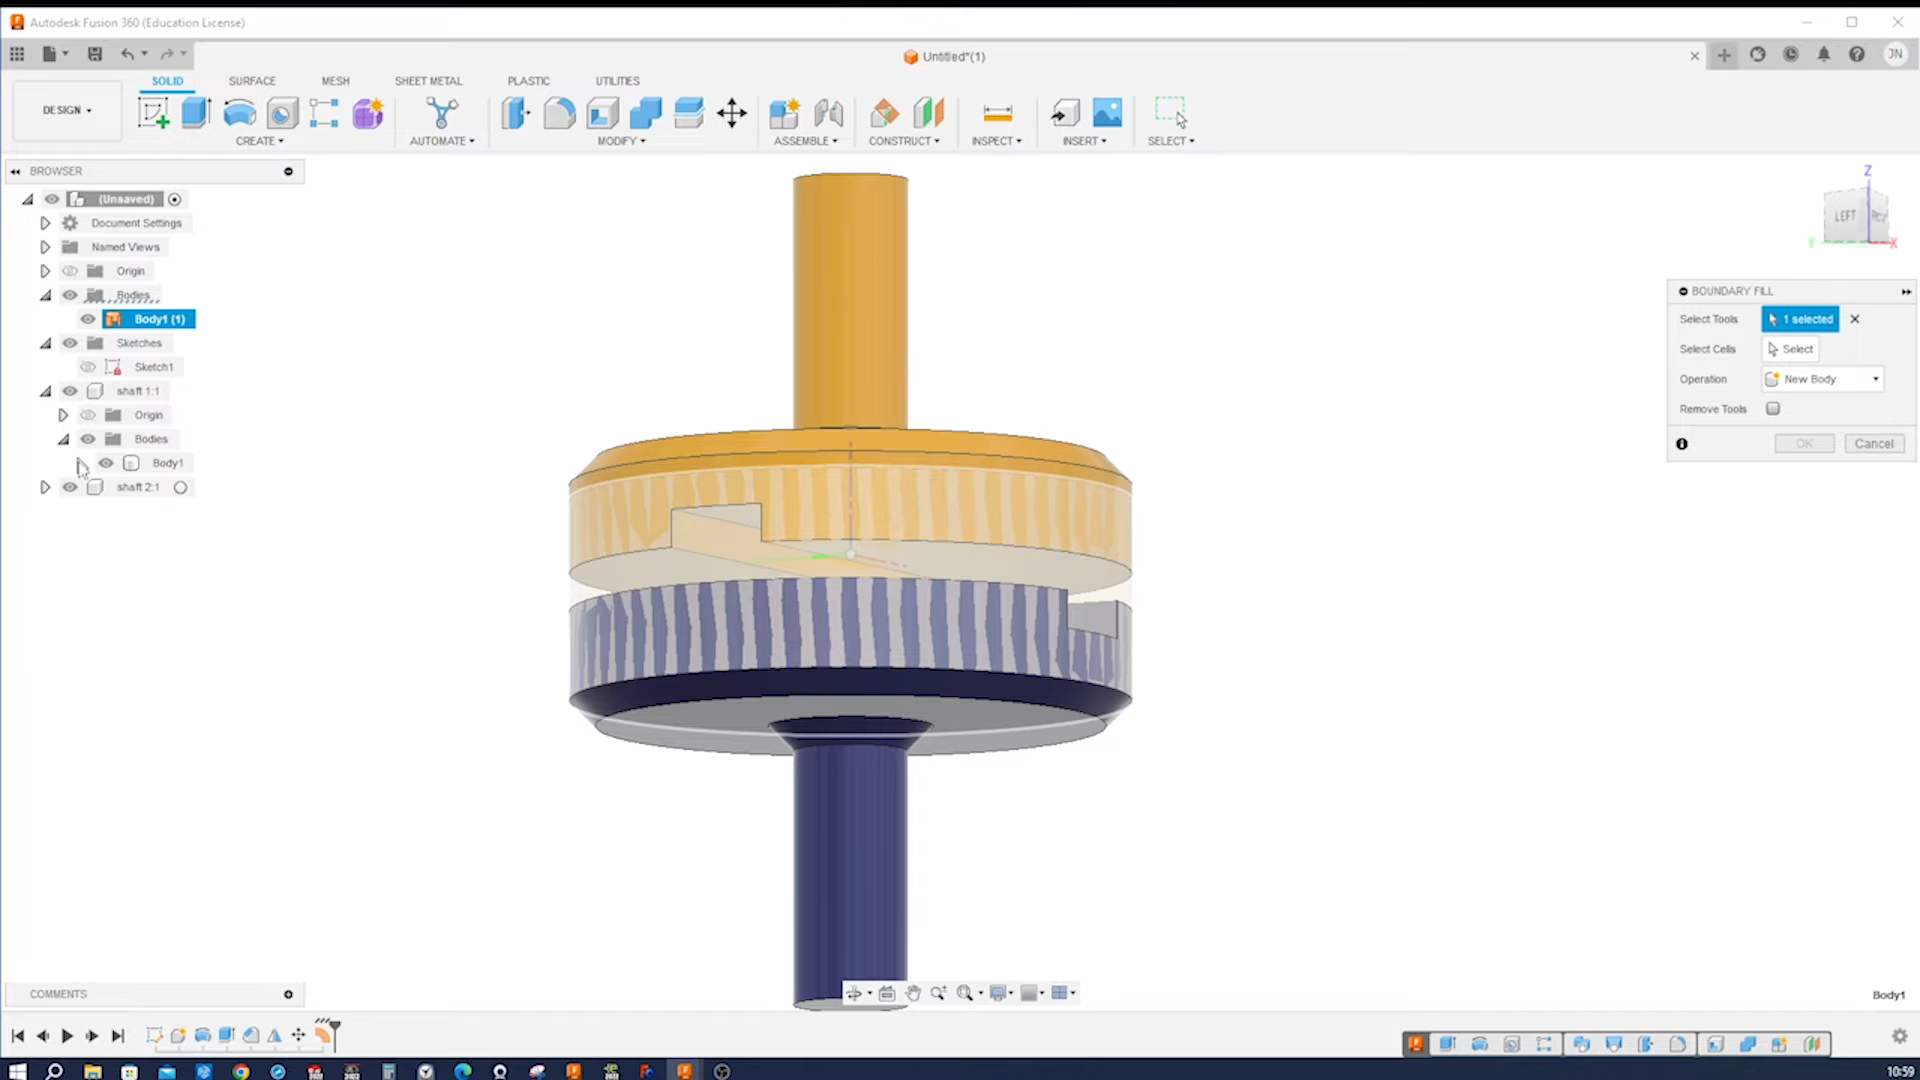 Autodesk Fusion 360 (Education License)
Untitled*(1)
JN
DESIGN
SOLID
SURFACE
MESH
SHEET METAL
PLASTIC
UTILITIES
CREATE
AUTOMATE
MODIFY
ASSEMBLE
CONSTRUCT
INSPECT
INSERT
SELECT
BROWSER
(Unsaved)
Document Settings
Named Views
Origin
Bodies
Body1 (1)
Sketches
Sketch1
shaft 1:1
Origin
Bodies
Body1
shaft 2:1
Z
LEFT
Y
X
BOUNDARY FILL
Select Tools
1 selected
Select Cells
Select
Operation
New Body
Remove Tools
OK
Cancel
COMMENTS
Body1
10:59